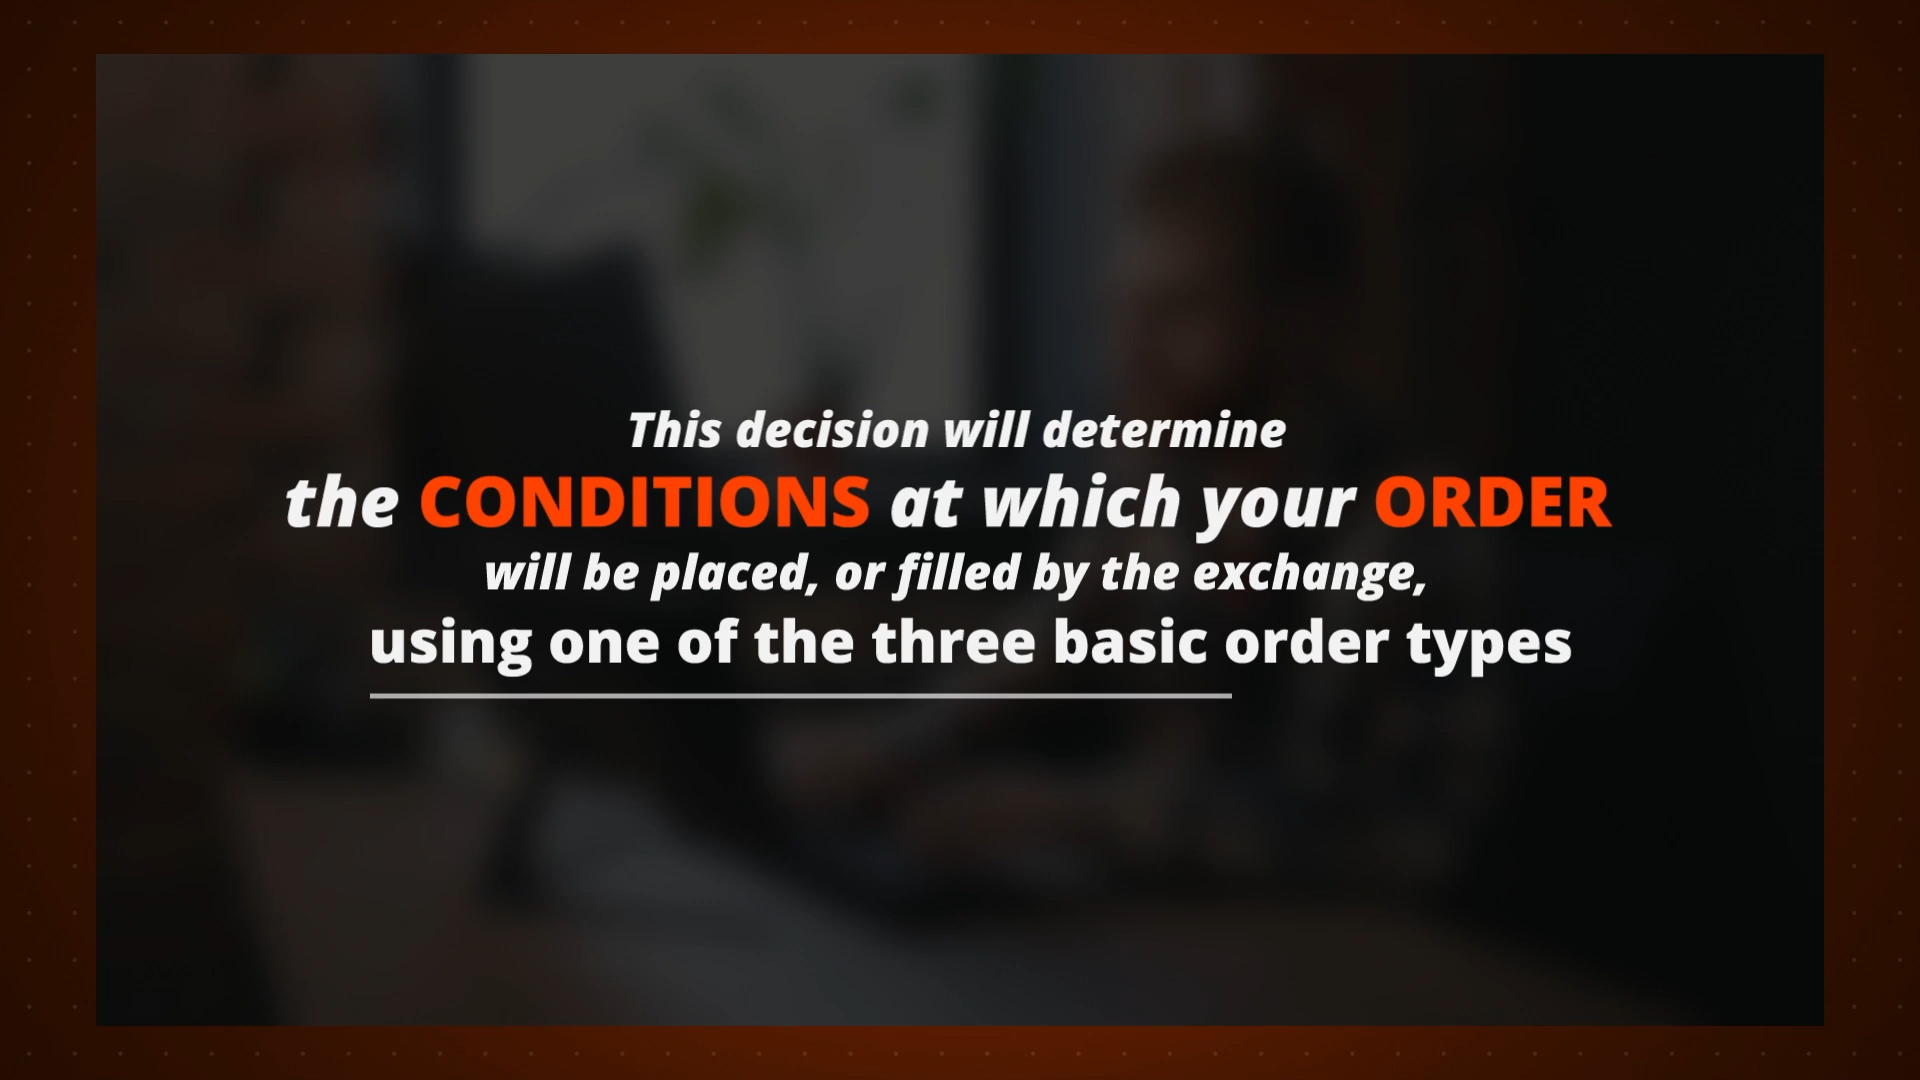 This decision will determine
the CONDITIONS at which your ORDER
will be placed, or filled by the exchange,
using one of the three basic order types